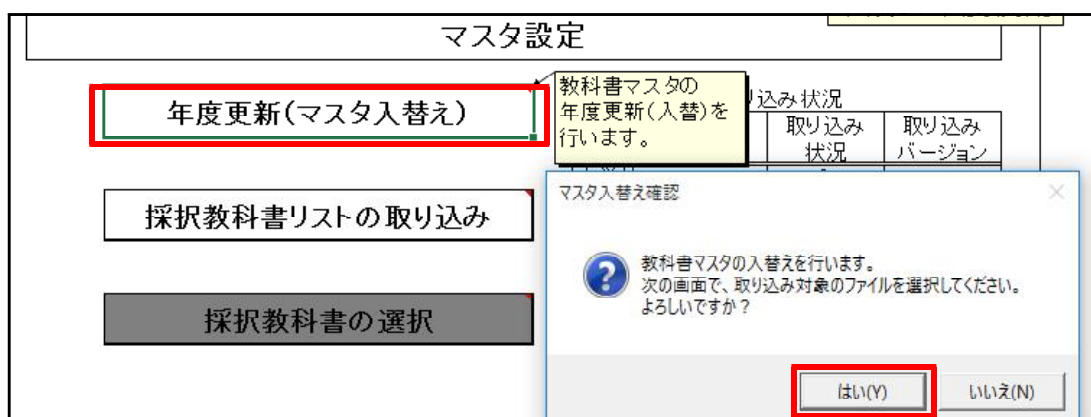 マスタ設定
年度更新(マスタ入替え)
教科書マスタの
年度更新(入替)を
行います。
り込み状況
取り込み
状況
取り込み
バージョン
採択教科書リストの取り込み
採択教科書の選択
マスタ入替え確認
教科書マスタの入替えを行います。
次の画面で、取り込み対象のファイルを選択してください。
よろしいですか?
はい(Y)
いいえ(N)